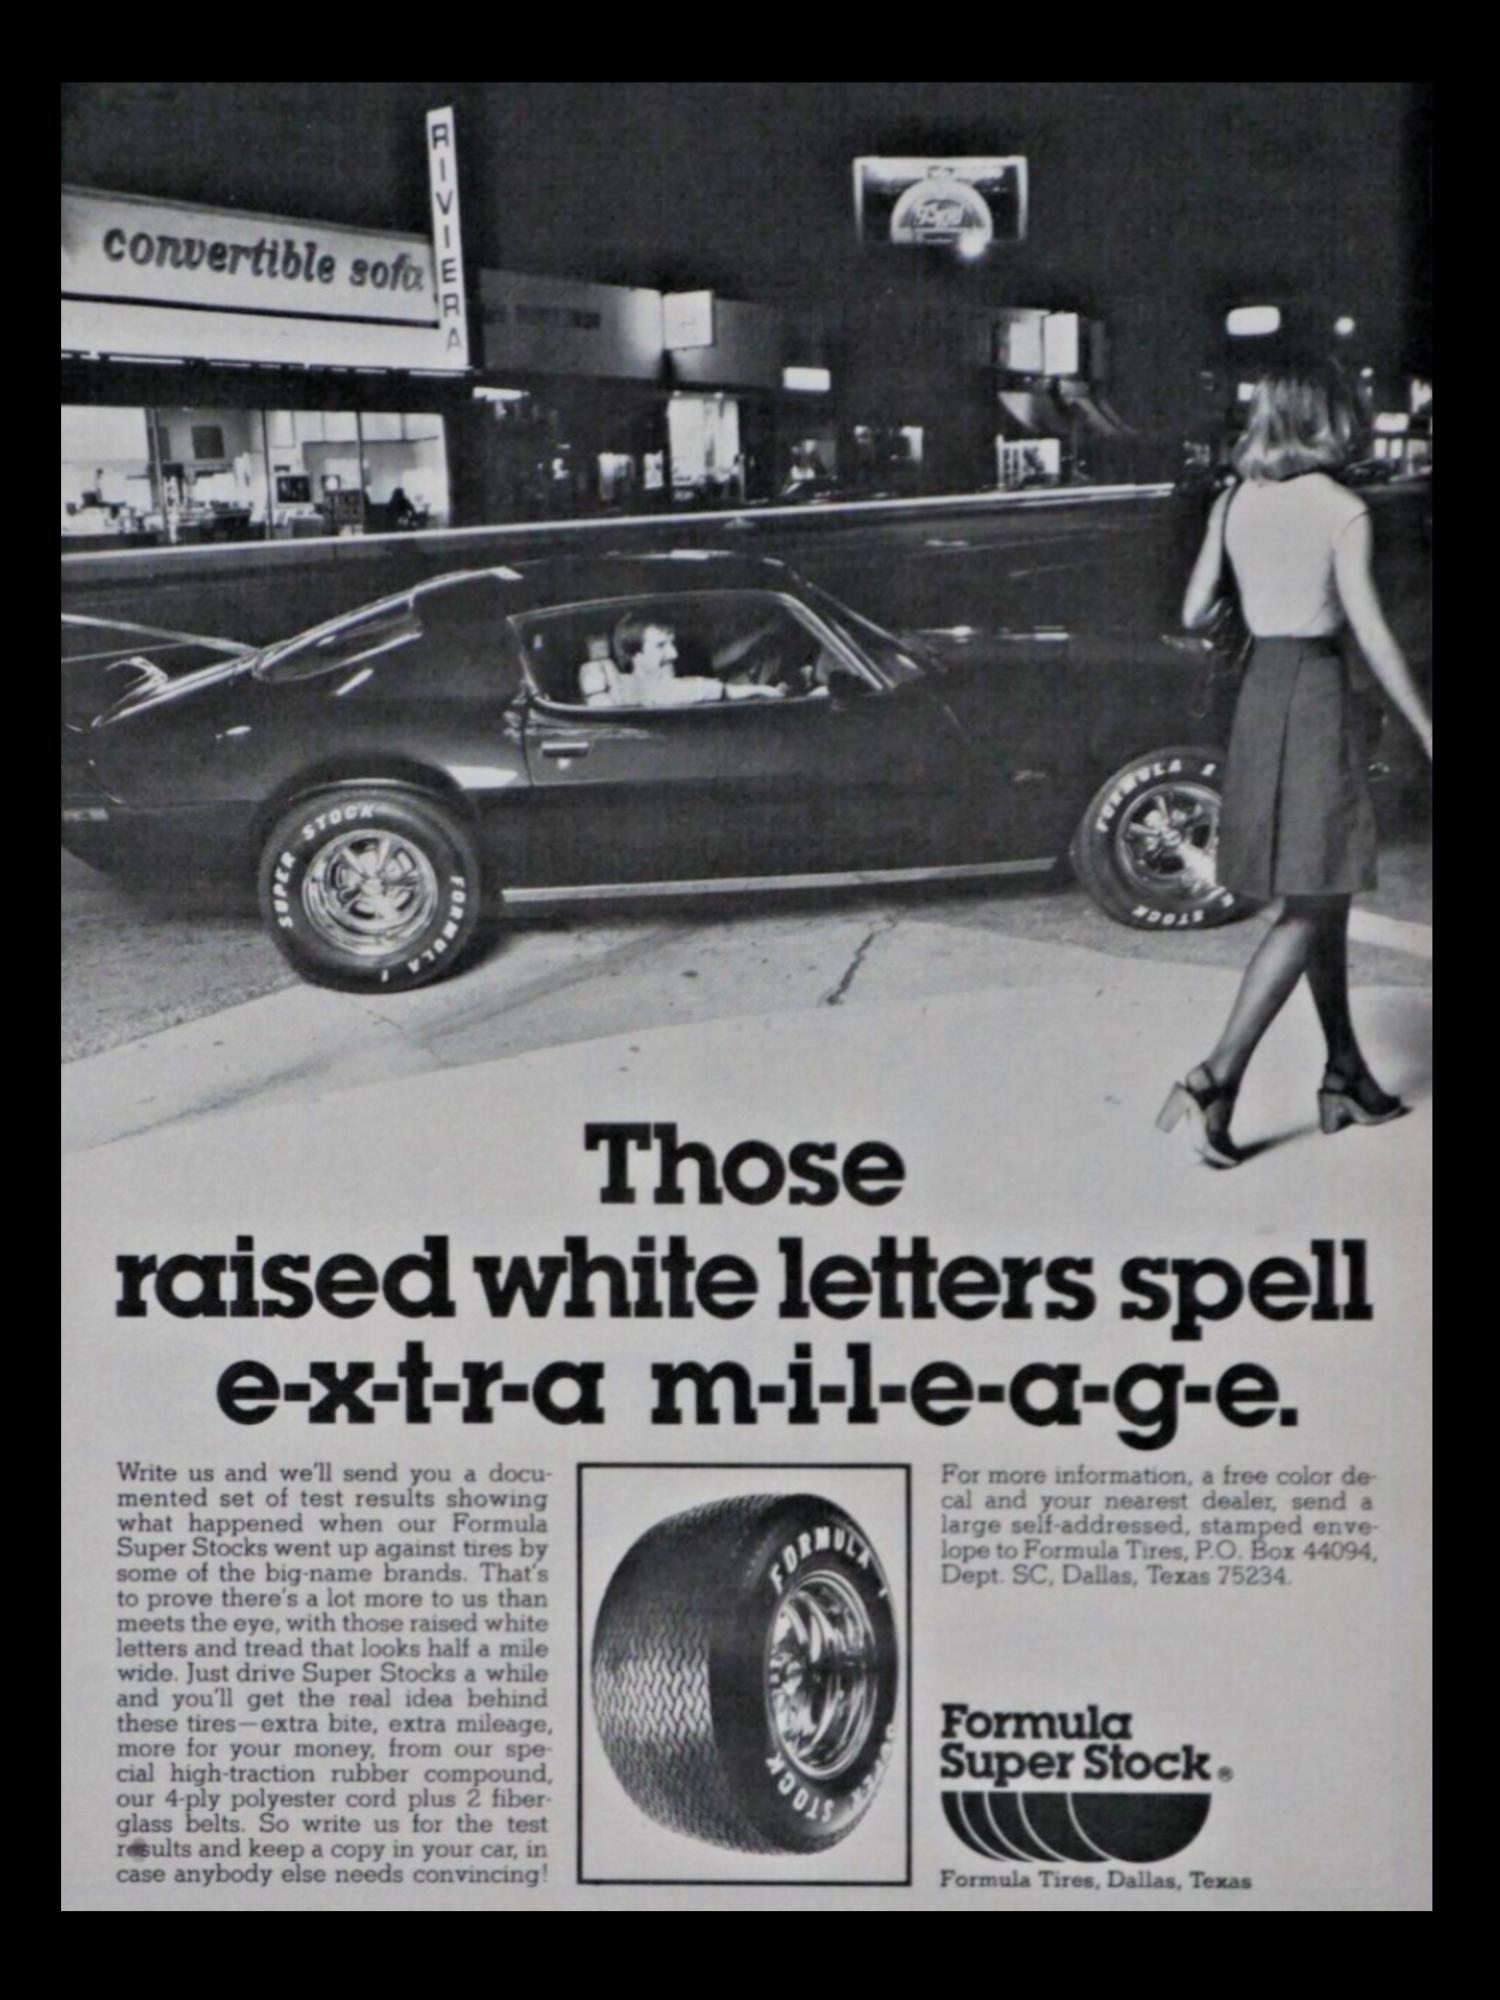 RIVIERA
convertible sofa
SUPER STOCK
FORMULA 1
FORMULA 1
STOCK
Those
raised white letters spell
e-x-t-r-a m-i-l-e-a-g-e.
Write us and we'll send you a docu-
mented set of test results showing
what happened when our Formula
Super Stocks went up against tires by
some of the big-name brands. That's
to prove there's a lot more to us than
meets the eye, with those raised white
letters and tread that looks half a mile
wide. Just drive Super Stocks a while
and you'll get the real idea behind
these tires—extra bite, extra mileage,
more for your money, from our spe-
cial high-traction rubber compound,
our 4-ply polyester cord plus 2 fiber-
glass belts. So write us for the test
results and keep a copy in your car, in
case anybody else needs convincing!
FORMULA 1
SUPER STOCK
For more information, a free color de-
cal and your nearest dealer, send a
large self-addressed, stamped enve-
lope to Formula Tires, P.O. Box 44094,
Dept. SC, Dallas, Texas 75234.
Formula
Super Stock®
Formula Tires, Dallas, Texas